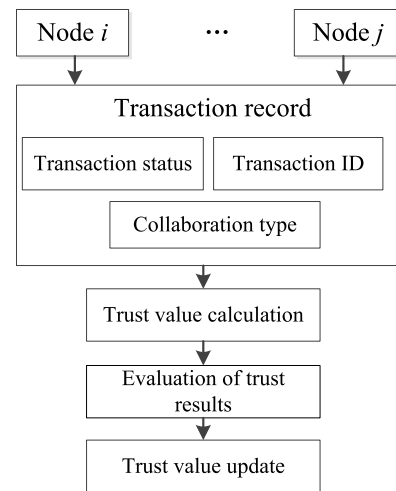 Node i ... Node j
Transaction record
Transaction status Transaction ID
Collaboration type
Trust value calculation
Evaluation of trust
results
Trust value update